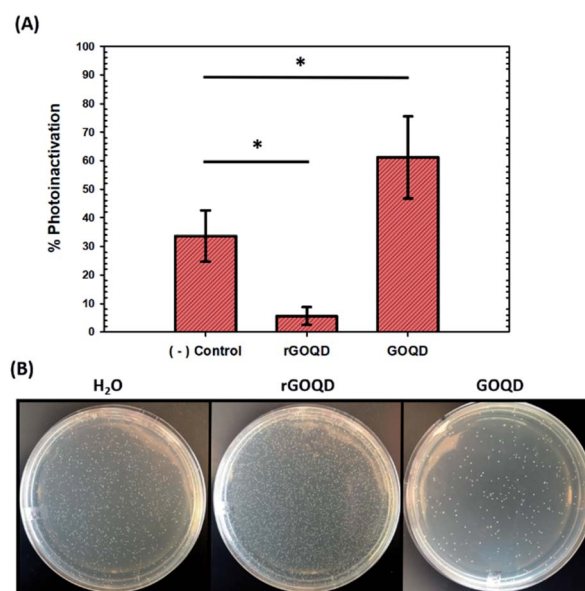 (A)
*
*
% Photoinactivation
100
90
80
70
60
50
40
30
20
10
0
(-) Control rGOQD GOQD
(B)
H₂O rGOQD GOQD